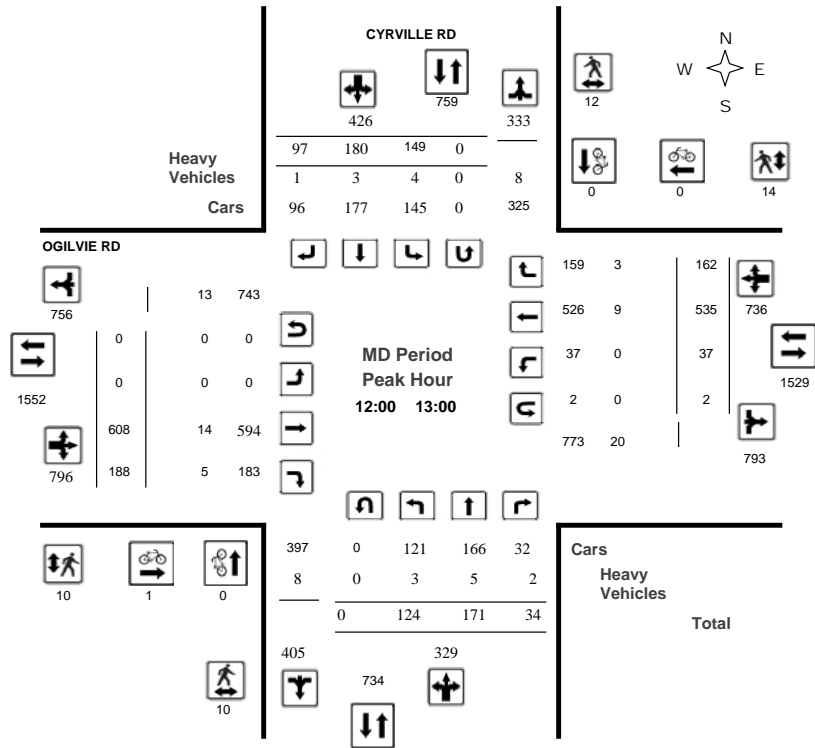 CYRVILLE RD
N
W E
S
759
12
426 333
97 180 149 0
Heavy
Vehicles
1 3 4 0 8
0 0 14
Cars 96 177 145 0 325
OGILVIE RD
756
13 743
159 3 162
736
0 0 0
526 9 535
1552
0 0 0
MD Period
Peak Hour
12:00 13:00
37 0 37
1529
2 0 2
608 14 594
796
188 5 183
773 20
793
397 0 121 166 32 Cars
8 0 3 5 2 Heavy
Vehicles
10 1 0
0 124 171 34 Total
405 329
734
10